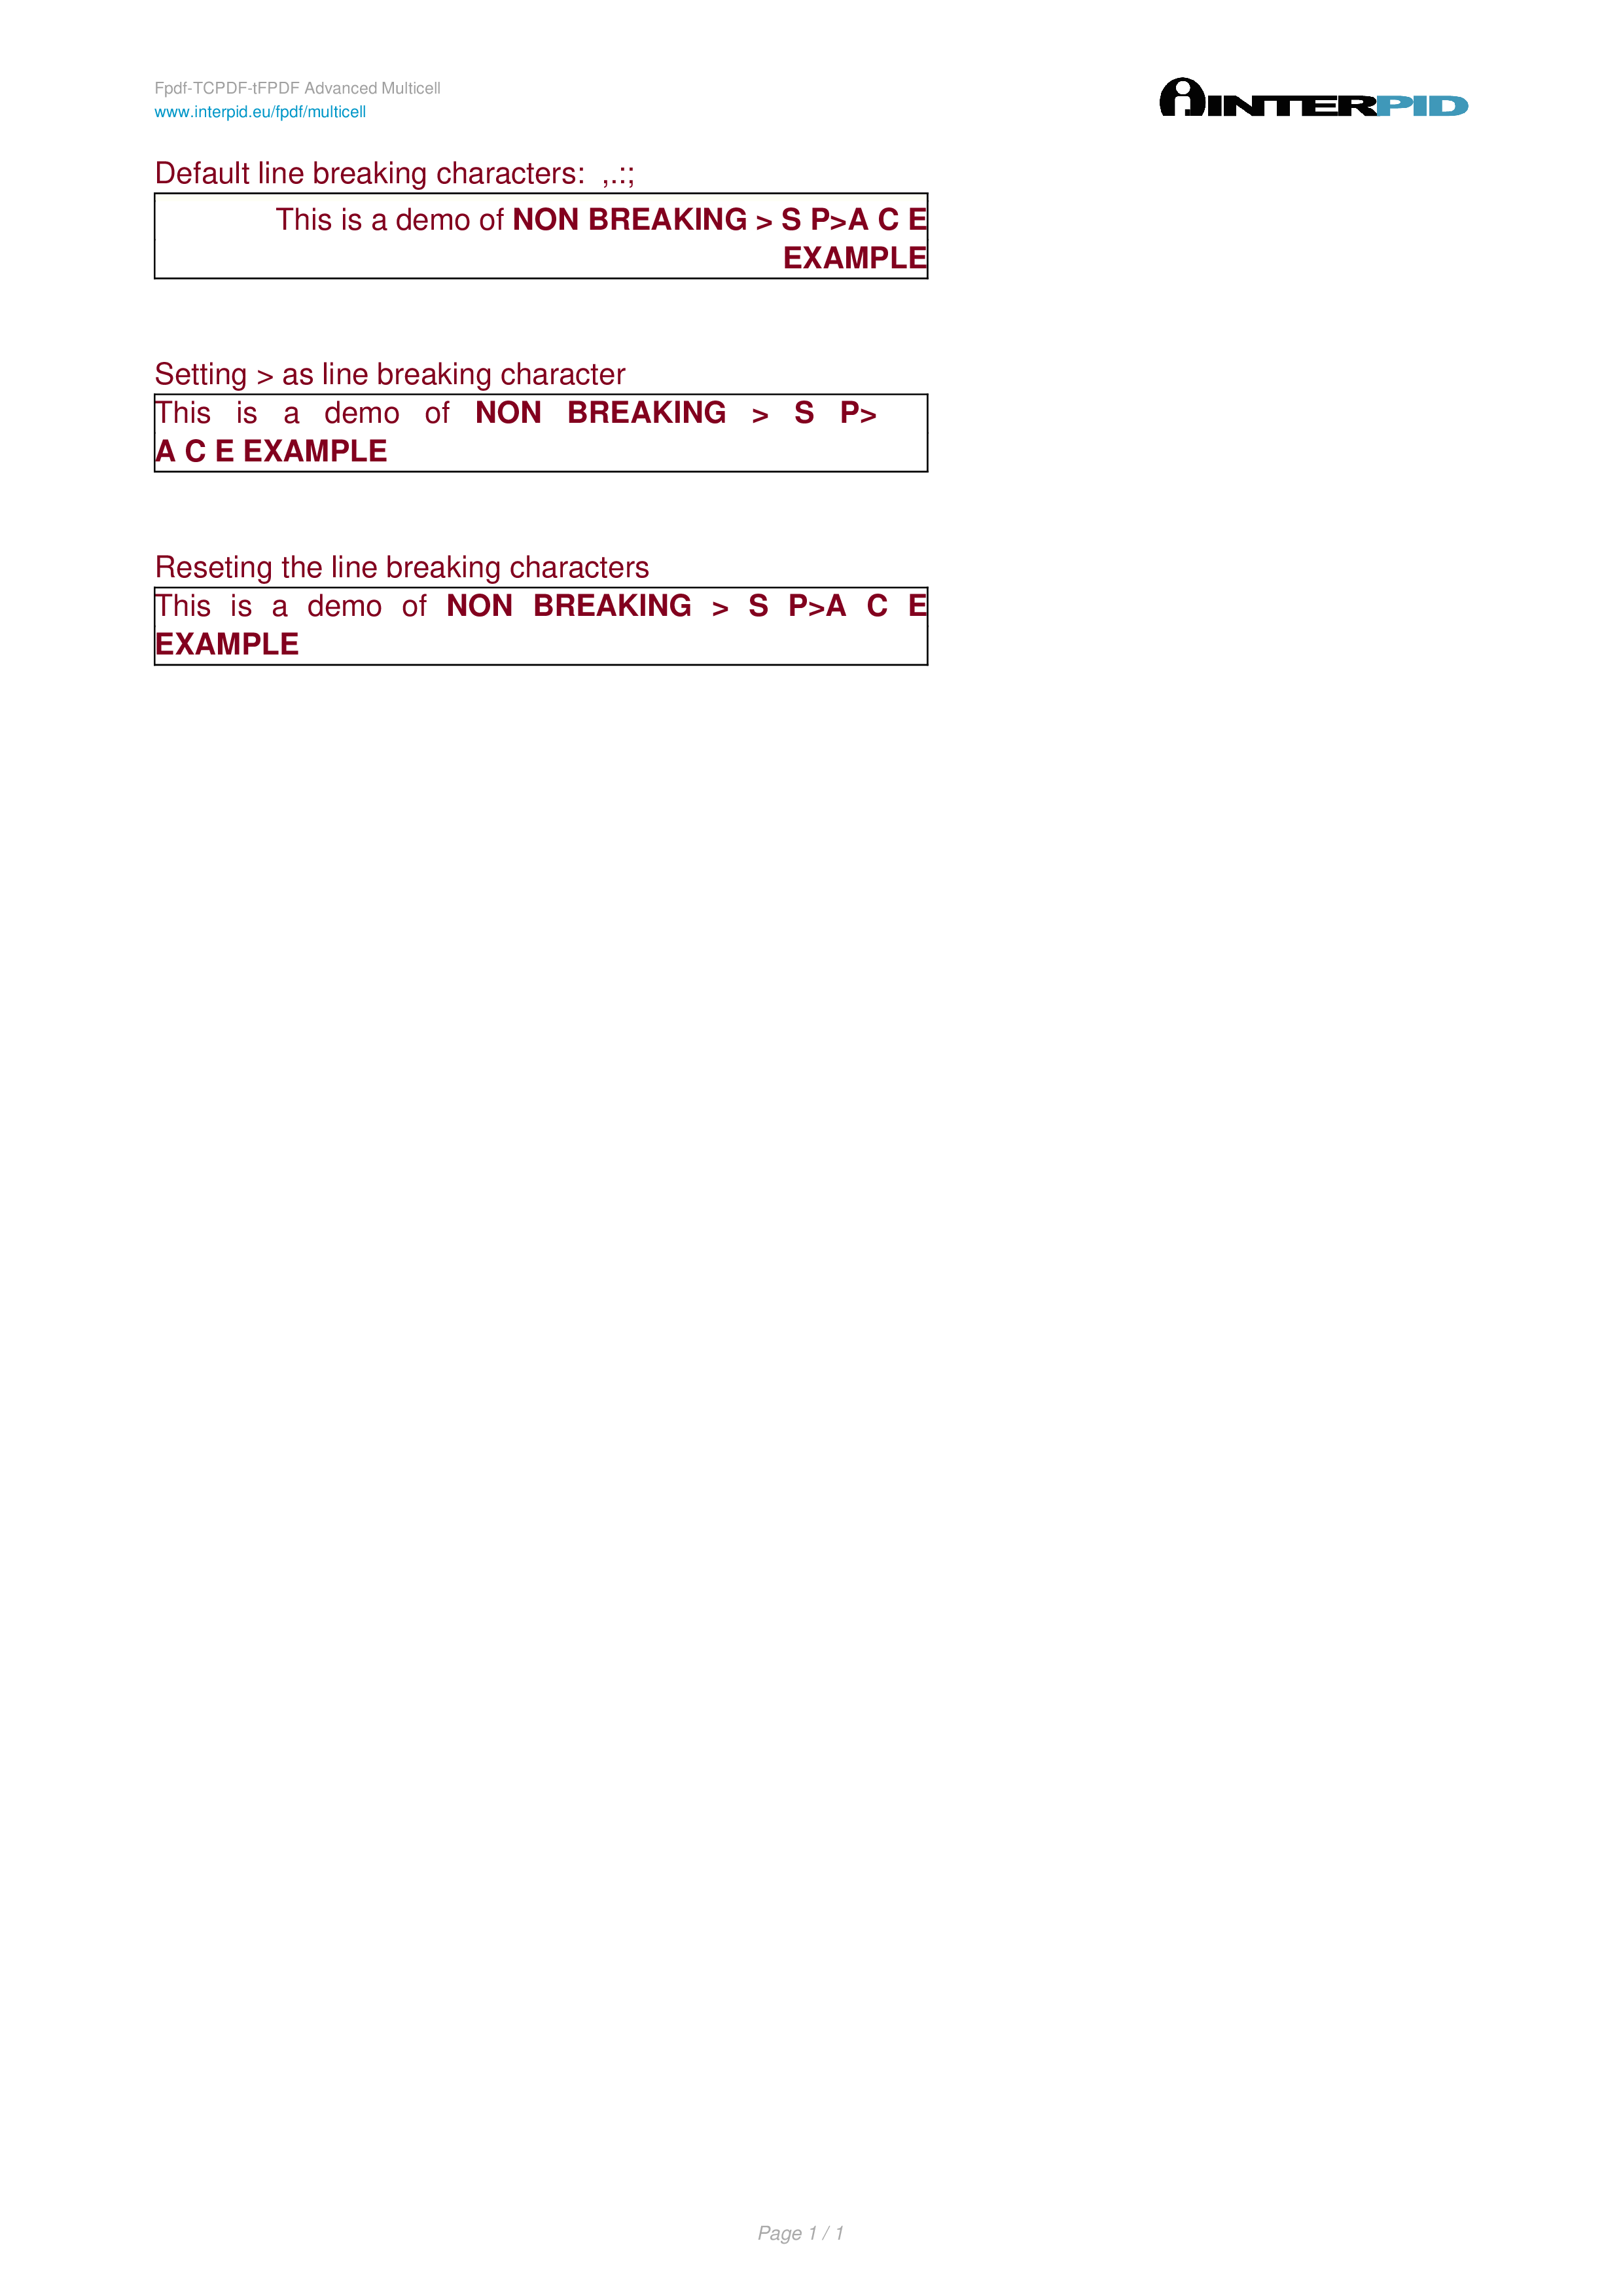 Fpdf-TCPDF-tFPDF Advanced Multicell
www.interpid.eu/fpdf/multicell
INTERPID
Default line breaking characters:  ,.:;
This is a demo of NON BREAKING > S P>A C E
EXAMPLE
Setting > as line breaking character
This is a demo of NON BREAKING > S P>
A C E EXAMPLE
Reseting the line breaking characters
This is a demo of NON BREAKING > S P>A C E
EXAMPLE
Page 1 / 1